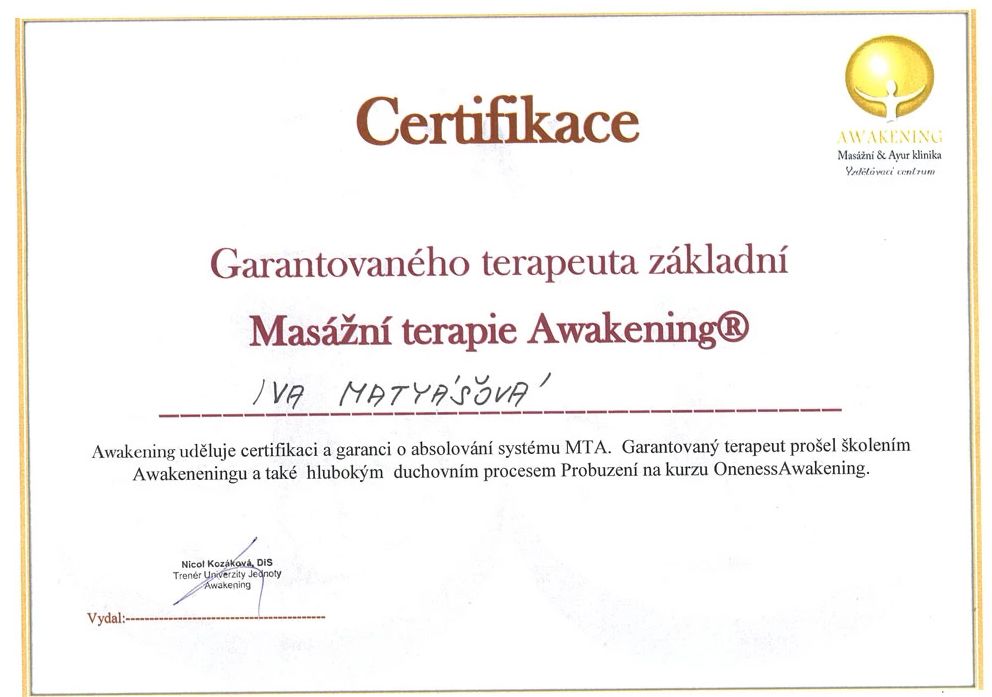 Certifikace
AWAKENING
Masážní & Ayur klinika
Vzdělávací centrum
Garantovaného terapeuta základní
Masážní terapie Awakening®
IVA MATYÁŠOVÁ
Awakening uděluje certifikaci a garanci o absolování systému MTA. Garantovaný terapeut prošel školením
Awakeneningu a také hlubokým duchovním procesem Probuzení na kurzu OnenessAwakening.
Nicol Kozáková, DiS
Trenér Univerzity Jednoty
Awakening
Vydal: